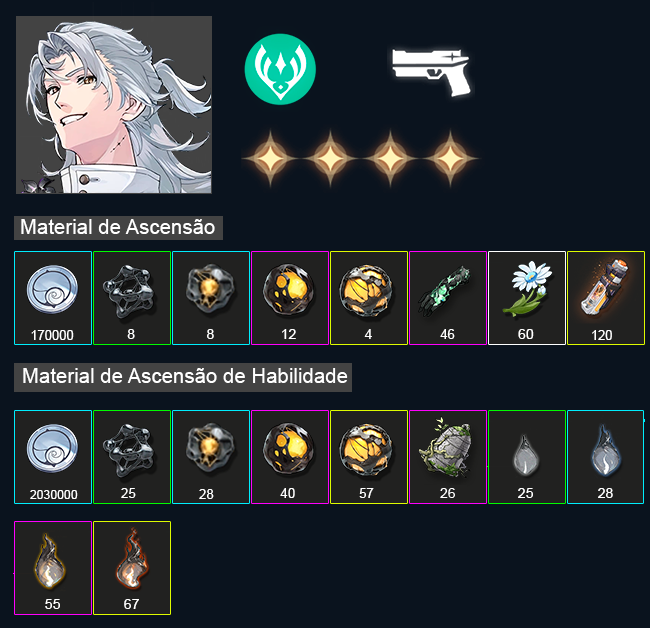 Material de Ascensão
170000 8 8 12 4 46 60 120
Material de Ascensão de Habilidade
2030000 25 28 40 57 26 25 28
55 67